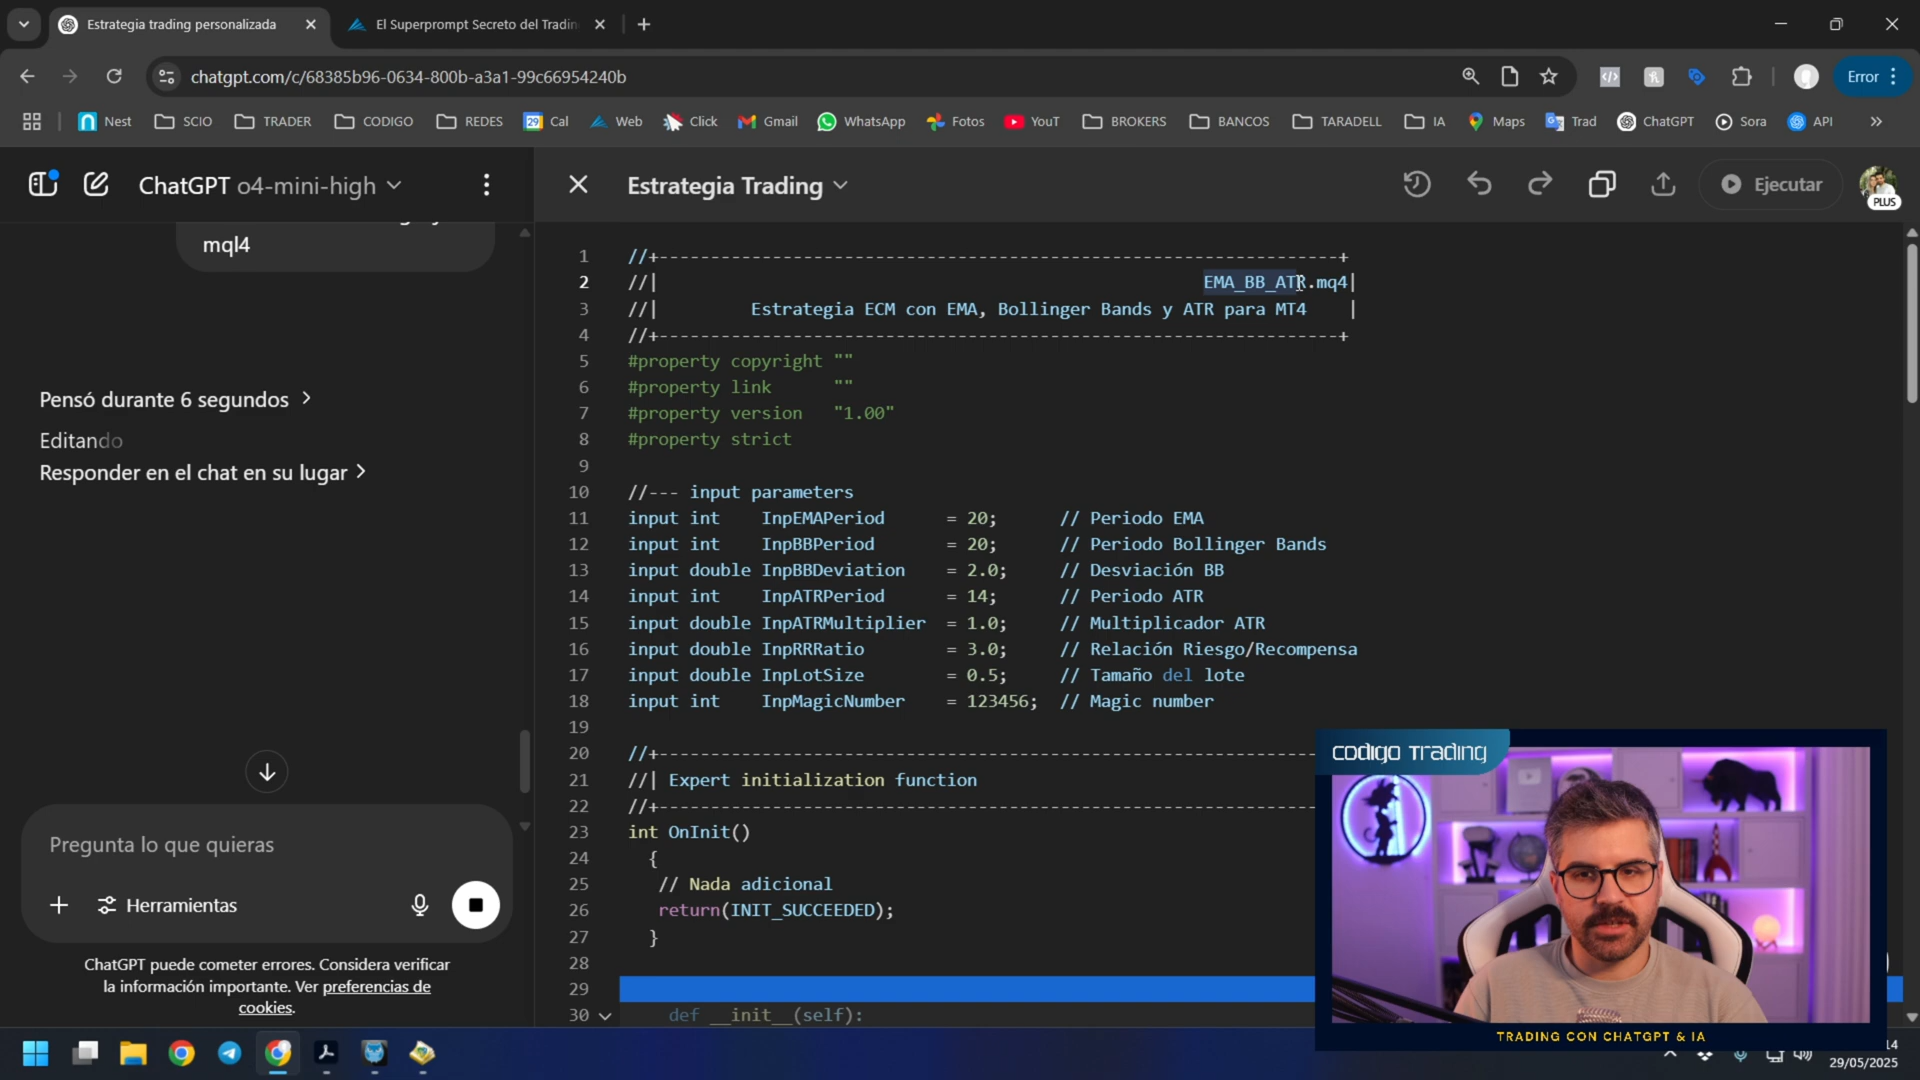 Estrategia trading personalizada
El Superprompt Secreto del Tradin
chatgpt.com/c/68385b96-0634-800b-a3a1-99c66954240b
Error
Nest
SCIO
TRADER
CODIGO
REDES
29
Cal
Web
Click
Gmail
WhatsApp
Fotos
YouT
BROKERS
BANCOS
TARADELL
IA
Maps
Trad
ChatGPT
Sora
API
ChatGPT o4-mini-high
Estrategia Trading
Ejecutar
PLUS
mql4
Pensó durante 6 segundos
Editando
Responder en el chat en su lugar
Pregunta lo que quieras
Herramientas
ChatGPT puede cometer errores. Considera verificar
la información importante. Ver preferencias de
cookies.
1 //+------------------------------------------------------------------+
2 //| EMA_BB_ATR.mq4|
3 //| Estrategia ECM con EMA, Bollinger Bands y ATR para MT4 |
4 //+------------------------------------------------------------------+
5 #property copyright ""
6 #property link ""
7 #property version "1.00"
8 #property strict
9
10 //--- input parameters
11 input int InpEMAPeriod = 20; // Periodo EMA
12 input int InpBBPeriod = 20; // Periodo Bollinger Bands
13 input double InpBBDeviation = 2.0; // Desviación BB
14 input int InpATRPeriod = 14; // Periodo ATR
15 input double InpATRMultiplier = 1.0; // Multiplicador ATR
16 input double InpRRRatio = 3.0; // Relación Riesgo/Recompensa
17 input double InpLotSize = 0.5; // Tamaño del lote
18 input int InpMagicNumber = 123456; // Magic number
19
20 //+------------------------------------------------------------------
21 //| Expert initialization function
22 //+------------------------------------------------------------------
23 int OnInit()
24 {
25 // Nada adicional
26 return(INIT_SUCCEEDED);
27 }
28
29
30 def __init__(self):
codigo Trading
TRADING CON CHATGPT & IA
14
29/05/2025